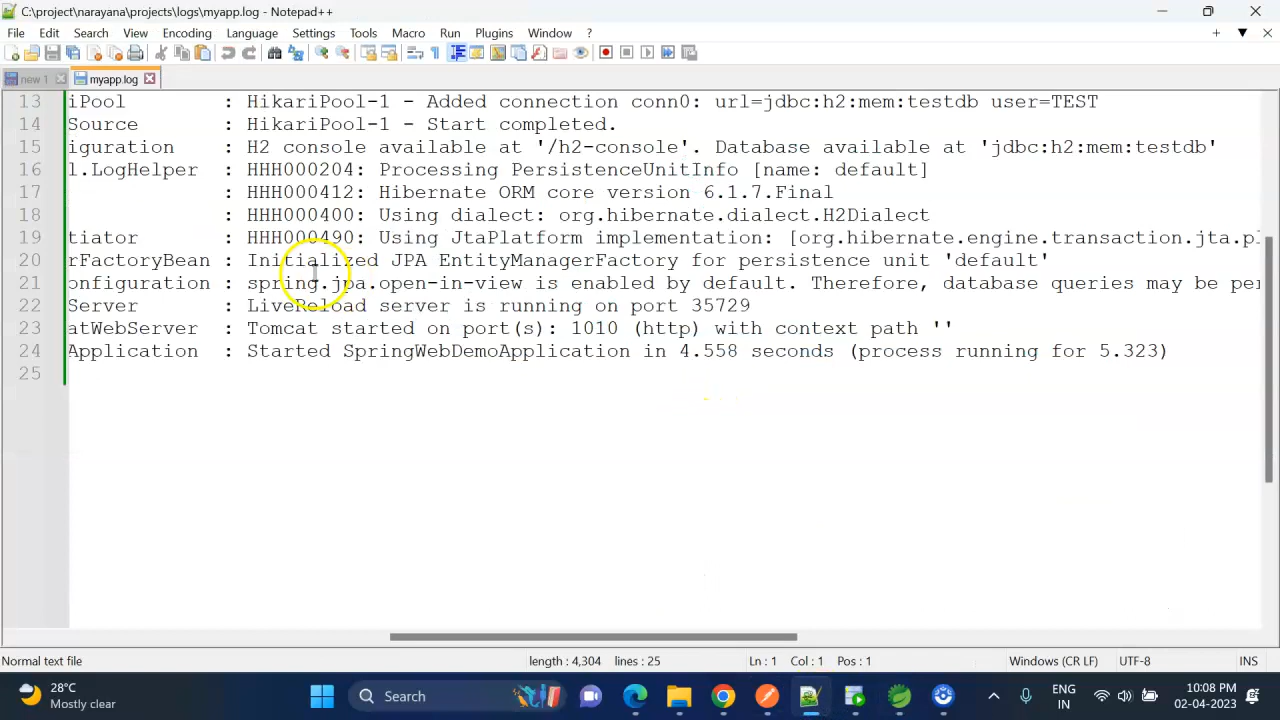 C:\project\narayana\projects\logs\myapp.log - Notepad++
File Edit Search View Encoding Language Settings Tools Macro Run Plugins Window ?
new 1 myapp.log
13 iPool : HikariPool-1 - Added connection conn0: url=jdbc:h2:mem:testdb user=TEST
14 Source : HikariPool-1 - Start completed.
15 iguration : H2 console available at '/h2-console'. Database available at 'jdbc:h2:mem:testdb'
16 l.LogHelper : HHH000204: Processing PersistenceUnitInfo [name: default]
17 : HHH000412: Hibernate ORM core version 6.1.7.Final
18 : HHH000400: Using dialect: org.hibernate.dialect.H2Dialect
19 tiator : HHH000490: Using JtaPlatform implementation: [org.hibernate.engine.transaction.jta.pl
20 rFactoryBean : Initialized JPA EntityManagerFactory for persistence unit 'default'
21 onfiguration : spring.jpa.open-in-view is enabled by default. Therefore, database queries may be per
22 Server : LiveReload server is running on port 35729
23 atWebServer : Tomcat started on port(s): 1010 (http) with context path ''
24 Application : Started SpringWebDemoApplication in 4.558 seconds (process running for 5.323)
25
Normal text file length : 4,304 lines : 25 Ln : 1 Col : 1 Pos : 1 Windows (CR LF) UTF-8 INS
28°C
Mostly clear
Search
ENG
IN
10:08 PM
02-04-2023